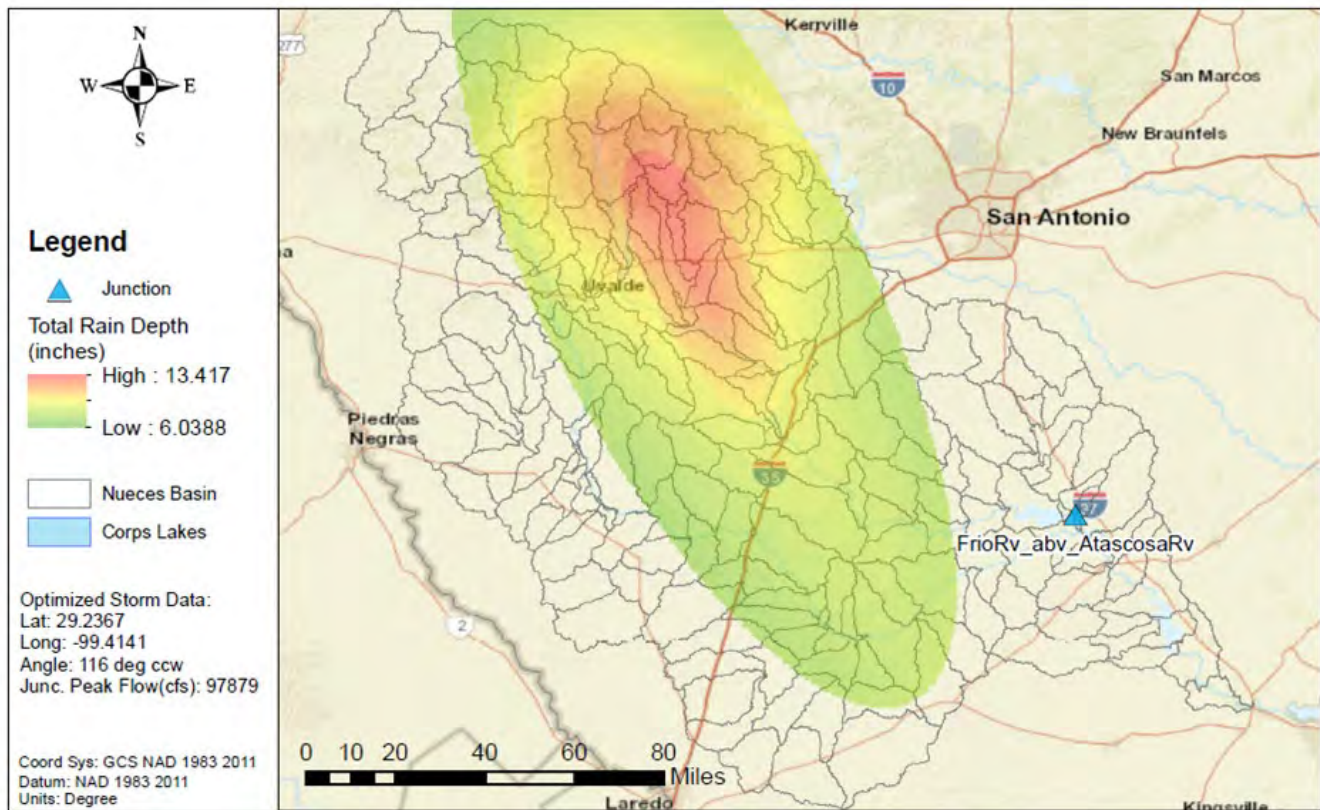 N
W E
S
Legend
Junction
Total Rain Depth
(inches)
High : 13.417
Low : 6.0388
Nueces Basin
Corps Lakes
Optimized Storm Data:
Lat: 29.2367
Long: -99.4141
Angle: 116 deg ccw
Junc. Peak Flow(cfs): 97879
Coord Sys: GCS NAD 1983 2011
Datum: NAD 1983 2011
Units: Degree
277
Kerrville
10
San Marcos
New Braunfels
San Antonio
a
Uvalde
Piedras
Negras
35
37
FrioRv_abv_AtascosaRv
2
0 10 20 40 60 80
Miles
Laredo
Kingsville